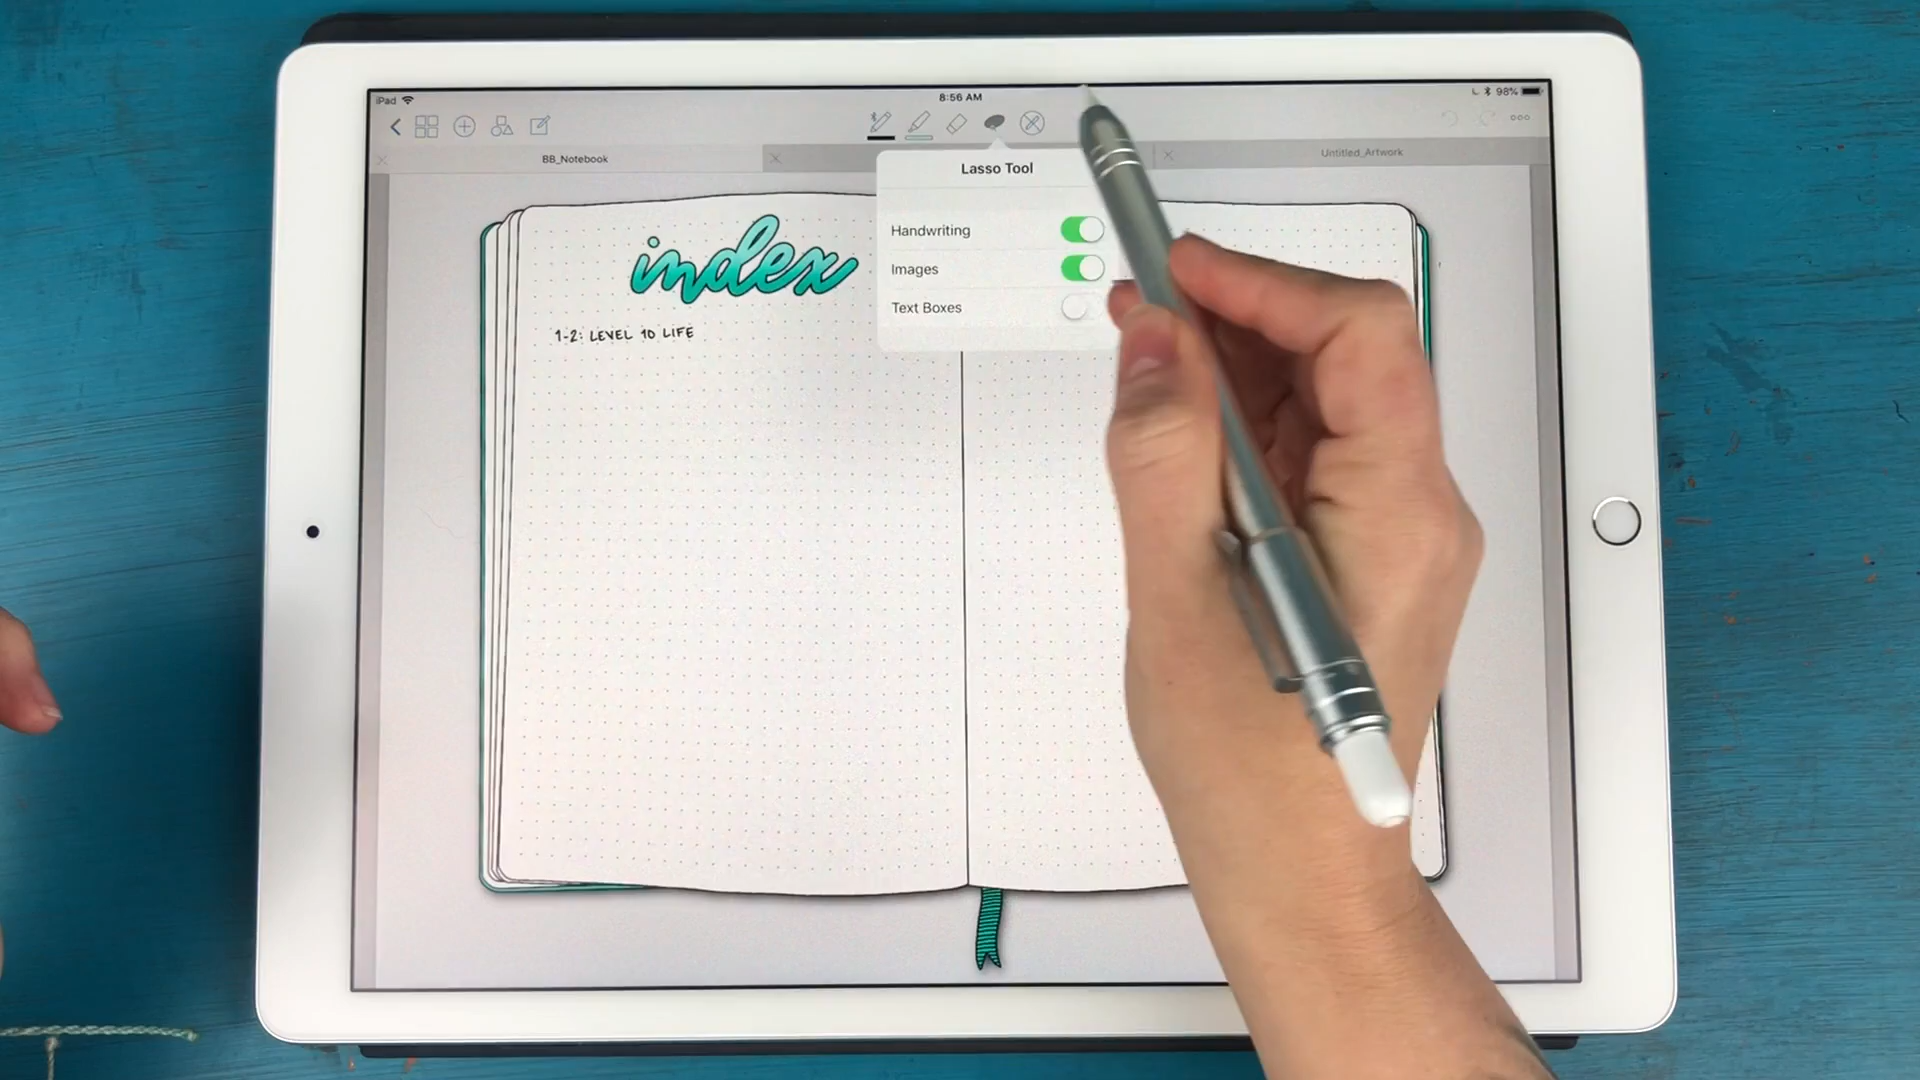 iPad 8:56 AM 98%
BB_Notebook Untitled_Artwork
Lasso Tool
Handwriting
Images
Text Boxes
index
1-2: LEVEL 10 LIFE